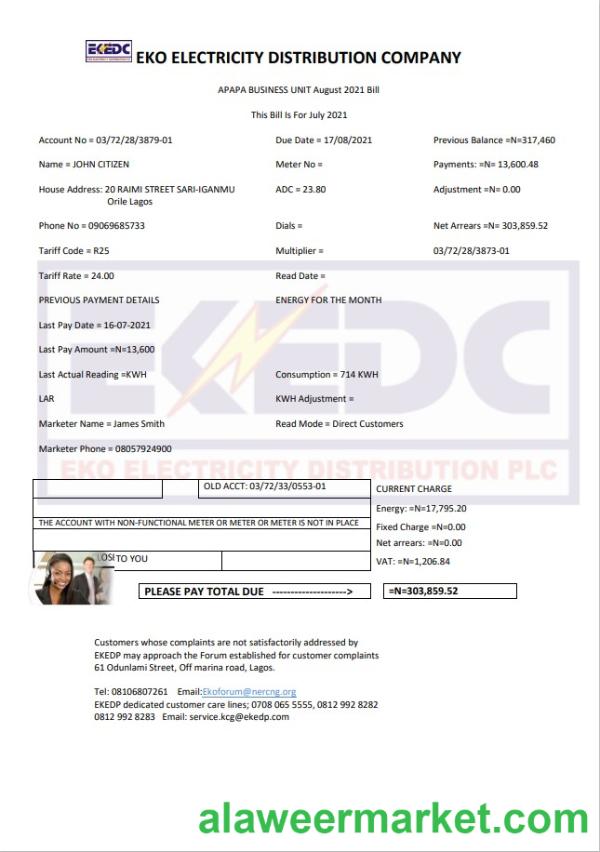 EKEDC EKO ELECTRICITY DISTRIBUTION COMPANY
APAPA BUSINESS UNIT August 2021 Bill
This Bill Is For July 2021
Account No = 03/72/28/3879-01 Due Date = 17/08/2021 Previous Balance =N=317,460
Name = JOHN CITIZEN Meter No = Payments: =N= 13,600.48
House Address: 20 RAIMI STREET SARI-IGANMU ADC = 23.80 Adjustment =N= 0.00
Orile Lagos
Phone No = 09069685733 Dials = Net Arrears =N= 303,859.52
Tariff Code = R25 Multiplier = 03/72/28/3873-01
Tariff Rate = 24.00 Read Date =
PREVIOUS PAYMENT DETAILS ENERGY FOR THE MONTH
Last Pay Date = 16-07-2021
Last Pay Amount =N=13,600
EKEDC
Last Actual Reading =KWH Consumption = 714 KWH
LAR KWH Adjustment =
Marketer Name = James Smith Read Mode = Direct Customers
Marketer Phone = 08057924900
EKO ELECTRICITY DISTRIBUTION PLC
OLD ACCT: 03/72/33/0553-01 CURRENT CHARGE
Energy: =N=17,795.20
THE ACCOUNT WITH NON-FUNCTIONAL METER OR METER OR METER IS NOT IN PLACE Fixed Charge =N=0.00
Net arrears: =N=0.00
TO YOU VAT: =N=1,206.84
PLEASE PAY TOTAL DUE --------------------> =N=303,859.52
Customers whose complaints are not satisfactorily addressed by
EKEDP may approach the Forum established for customer complaints
61 Odunlami Street, Off marina road, Lagos.
Tel: 08106807261 Email:Ekoforum@nercng.org
EKEDP dedicated customer care lines; 0708 065 5555, 0812 992 8282
0812 992 8283 Email: service.kcg@ekedp.com
alaweermarket.com